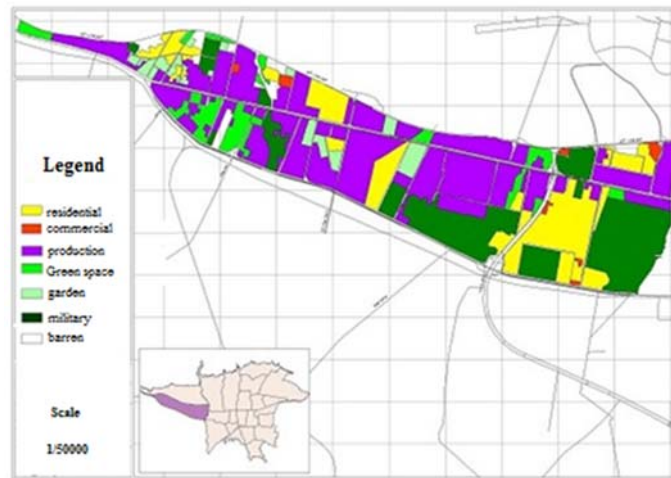 Legend
residential
commercial
production
Green space
garden
military
barren
Scale
1/50000